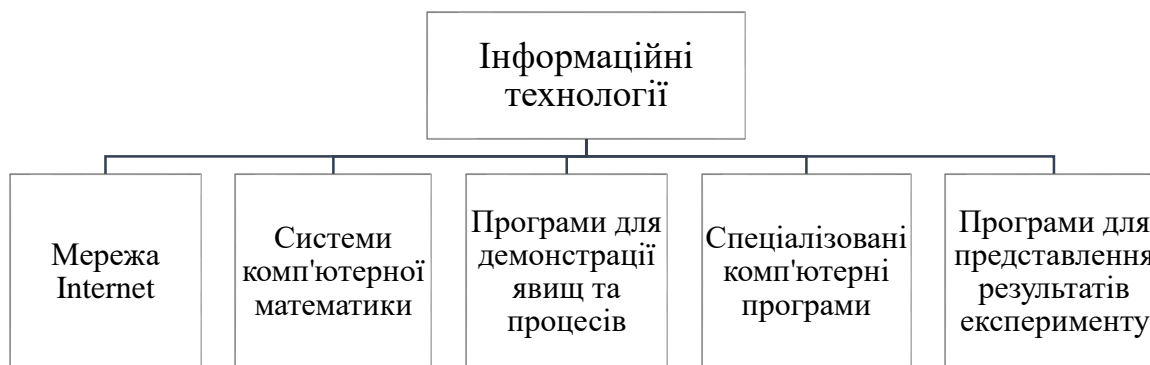 Інформаційні
технології
Мережа
Internet
Системи
комп'ютерної
математики
Програми для
демонстрації
явищ та
процесів
Спеціалізовані
комп'ютерні
програми
Програми для
представлення
результатів
експерименту